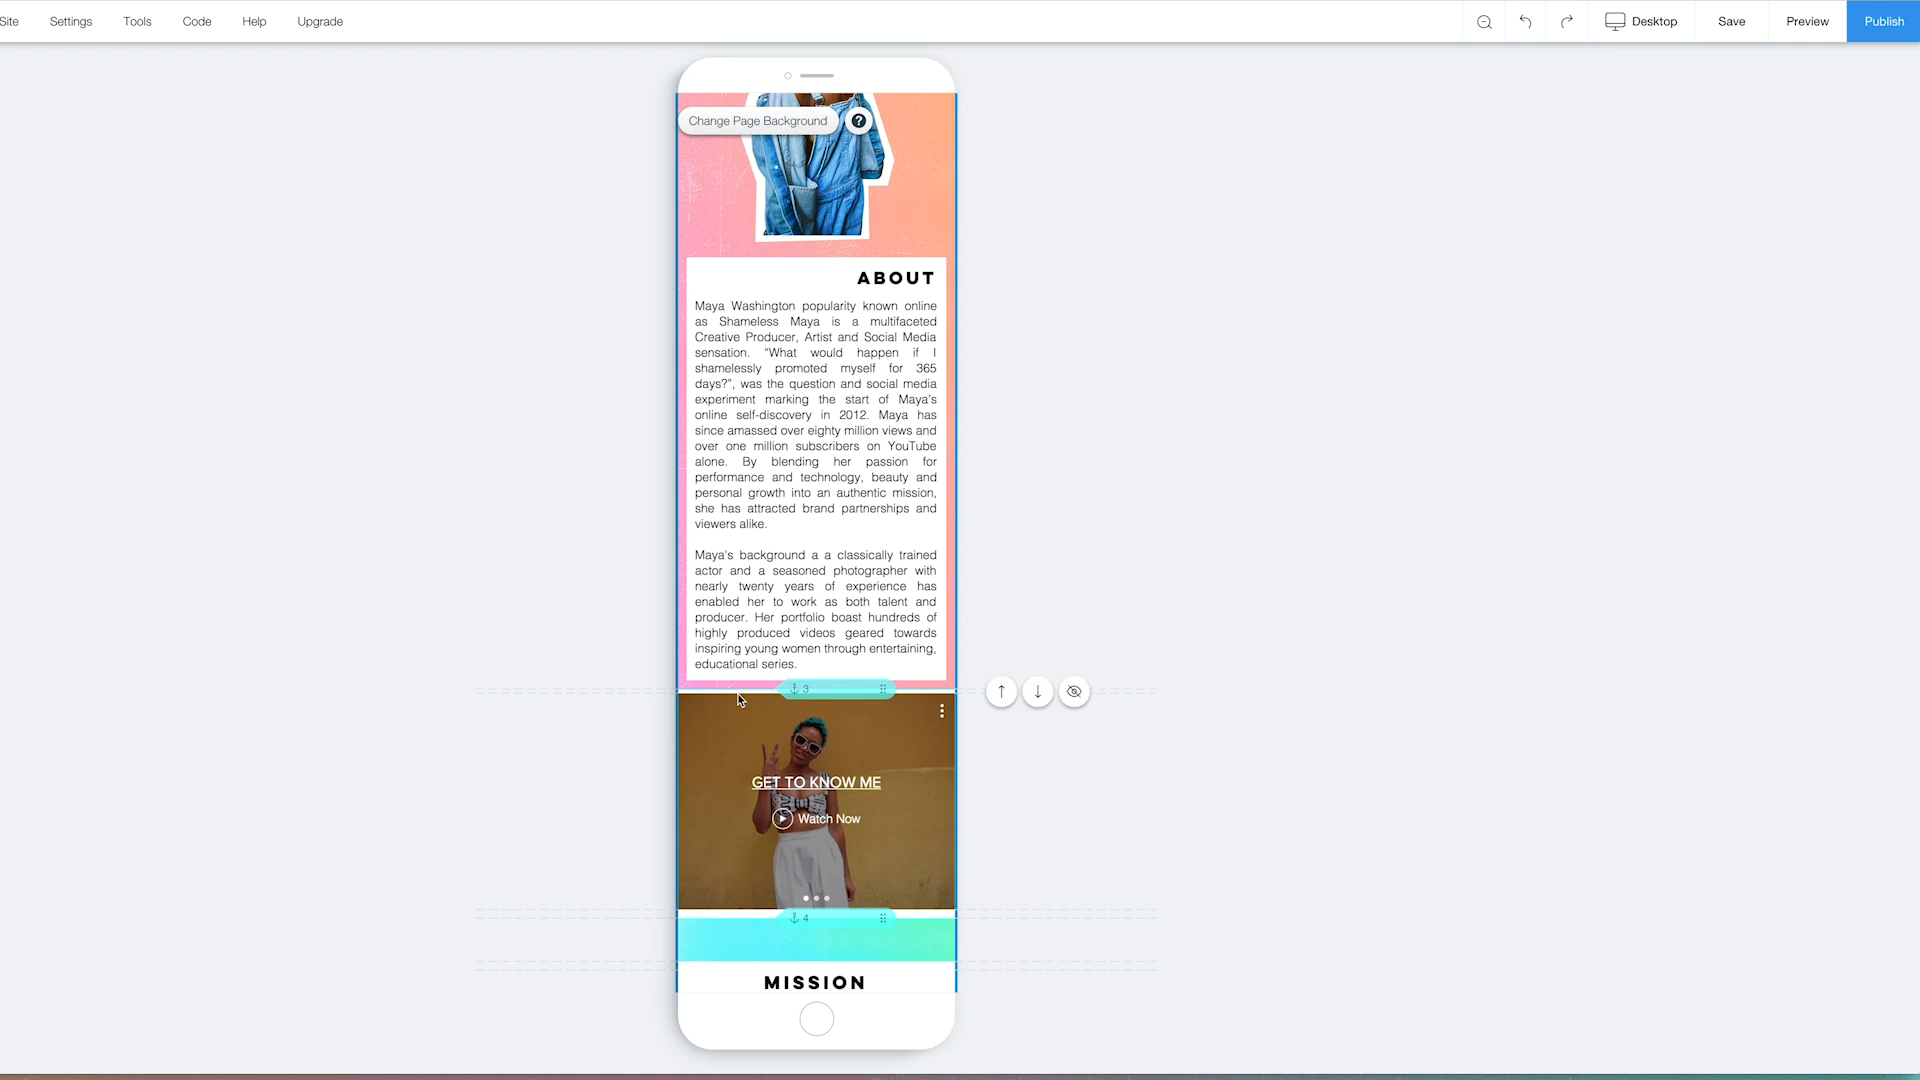 Site Settings Tools Code Help Upgrade Desktop Save Preview Publish
Change Page Background ?
ABOUT
Maya Washington popularity known online
as Shameless Maya is a multifaceted
Creative Producer, Artist and Social Media
sensation. "What would happen if I
shamelessly promoted myself for 365
days?", was the question and social media
experiment marking the start of Maya's
online self-discovery in 2012. Maya has
since amassed over eighty million views and
over one million subscribers on YouTube
alone. By blending her passion for
performance and technology, beauty and
personal growth into an authentic mission,
she has attracted brand partnerships and
viewers alike.
Maya's background a a classically trained
actor and a seasoned photographer with
nearly twenty years of experience has
enabled her to work as both talent and
producer. Her portfolio boast hundreds of
highly produced videos geared towards
inspiring young women through entertaining,
educational series.
3
GET TO KNOW ME
Watch Now
4
MISSION